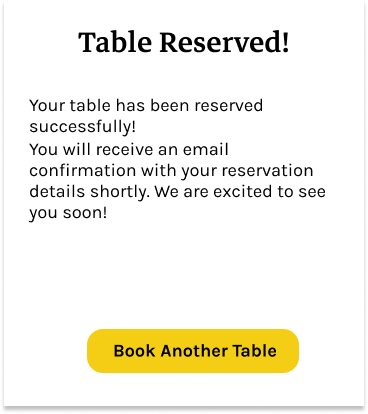 Table Reserved!
Your table has been reserved
successfully!
You will receive an email
confirmation with your reservation
details shortly. We are excited to see
you soon!
Book Another Table